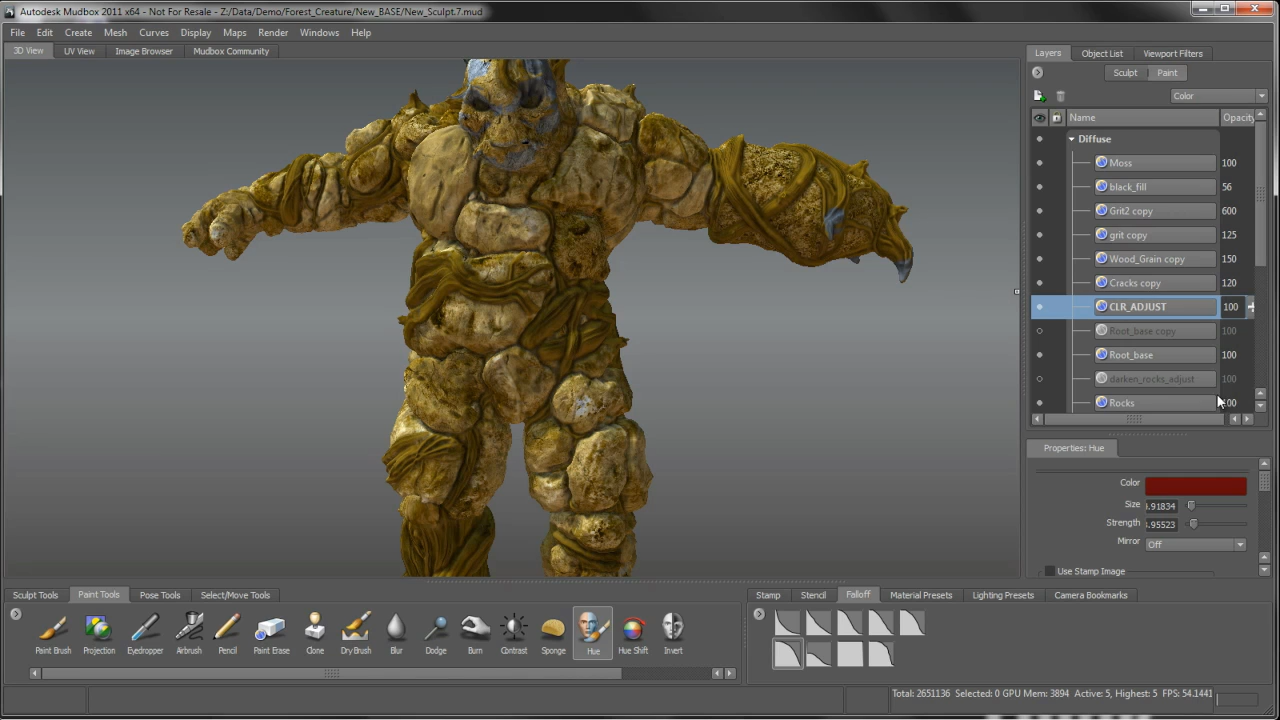 Autodesk Mudbox 2011 x64 - Not For Resale - Z:/Data/Demo/Forest_Creature/New_BASE/New_Sculpt.7.mud
File Edit Create Mesh Curves Display Maps Render Windows Help
3D View UV View Image Browser Mudbox Community
Layers Object List Viewport Filters
Sculpt Paint
Color
Name Opacity
Diffuse
Moss 100
black_fill 56
Grit2 copy 600
grit copy 125
Wood_Grain copy 150
Cracks copy 120
CLR_ADJUST 100
Root_base copy 100
Root_base 100
darken_rocks_adjust 100
Rocks
Properties: Hue
Color
Size .91834
Strength .95523
Mirror Off
Use Stamp Image
Sculpt Tools Paint Tools Pose Tools Select/Move Tools
Paint Brush Projection Eyedropper Airbrush Pencil Paint Erase Clone Dry Brush Blur Dodge Burn Contrast Sponge Hue Hue Shift Invert
Stamp Stencil Falloff Material Presets Lighting Presets Camera Bookmarks
Total: 2651136 Selected: 0 GPU Mem: 3894 Active: 5, Highest: 5 FPS: 54.1441